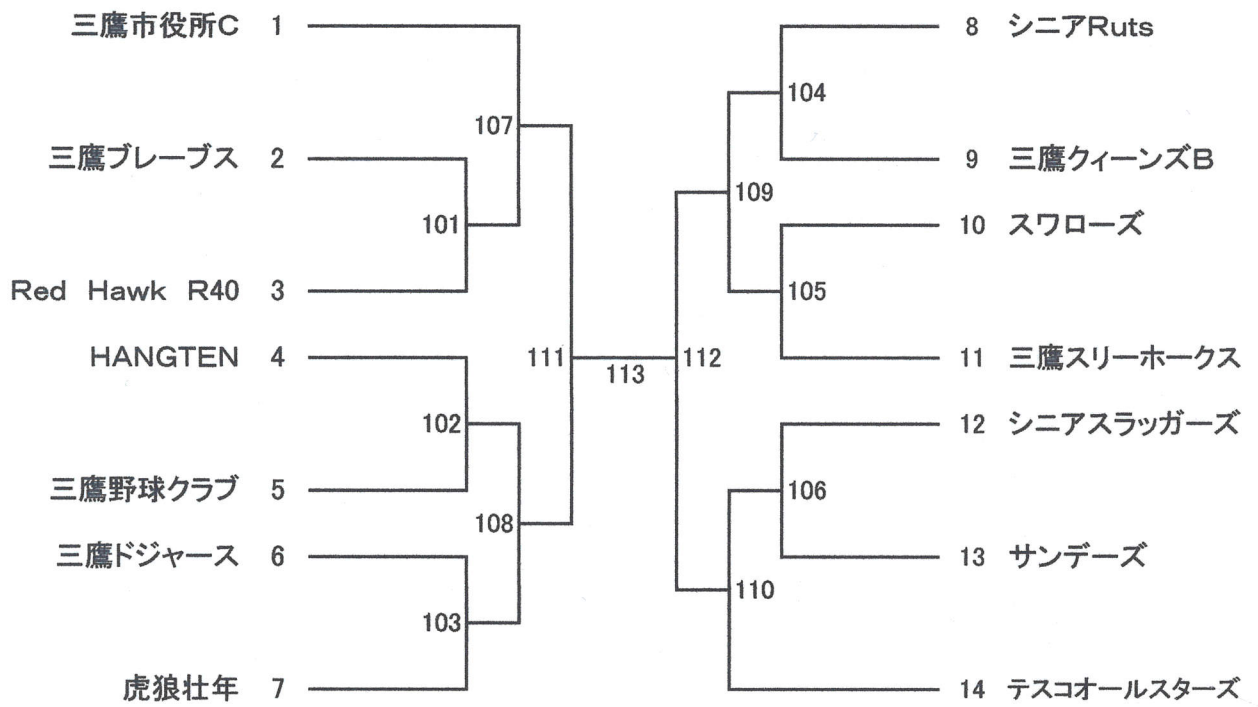 三鷹市役所C 1
107
三鷹ブレーブス 2
101
Red Hawk R40 3
HANGTEN 4
102
三鷹野球クラブ 5
108
三鷹ドジャース 6
103
虎狼壮年 7
111
113
112
8 シニアRuts
104
9 三鷹クィーンズB
109
10 スワローズ
105
11 三鷹スリーホークス
12 シニアスラッガーズ
106
13 サンデーズ
110
14 テスコオールスターズ